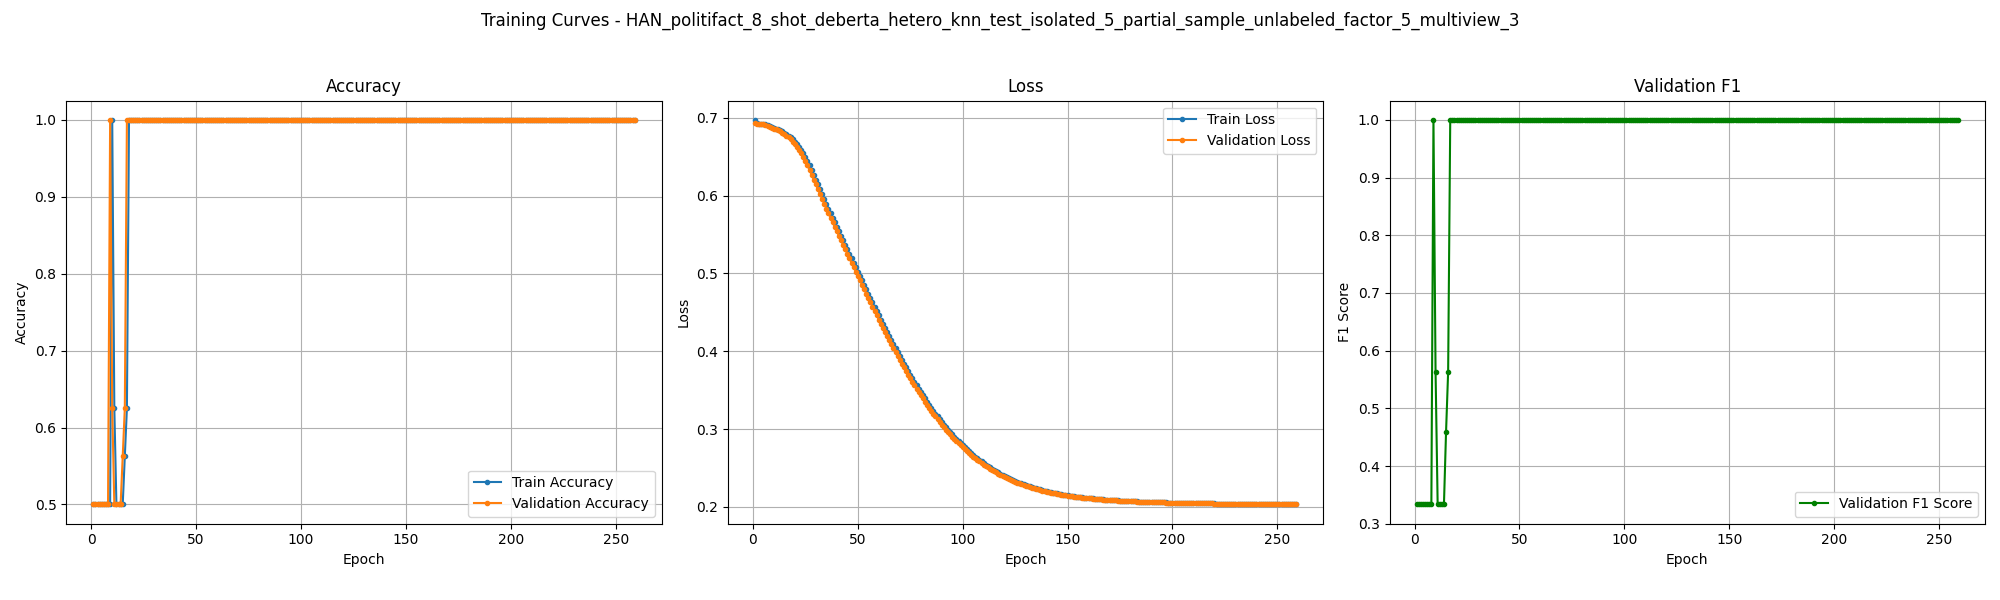 Training Curves - HAN_politifact_8_shot_deberta_hetero_knn_test_isolated_5_partial_sample_unlabeled_factor_5_multiview_3
Accuracy
1.0
0.9
0.8
0.7
0.6
0.5
Accuracy
0 50 100 150 200 250
Epoch
Train Accuracy
Validation Accuracy
Loss
0.7
0.6
0.5
0.4
0.3
0.2
Loss
0 50 100 150 200 250
Epoch
Train Loss
Validation Loss
Validation F1
1.0
0.9
0.8
0.7
0.6
0.5
0.4
0.3
F1 Score
0 50 100 150 200 250
Epoch
Validation F1 Score